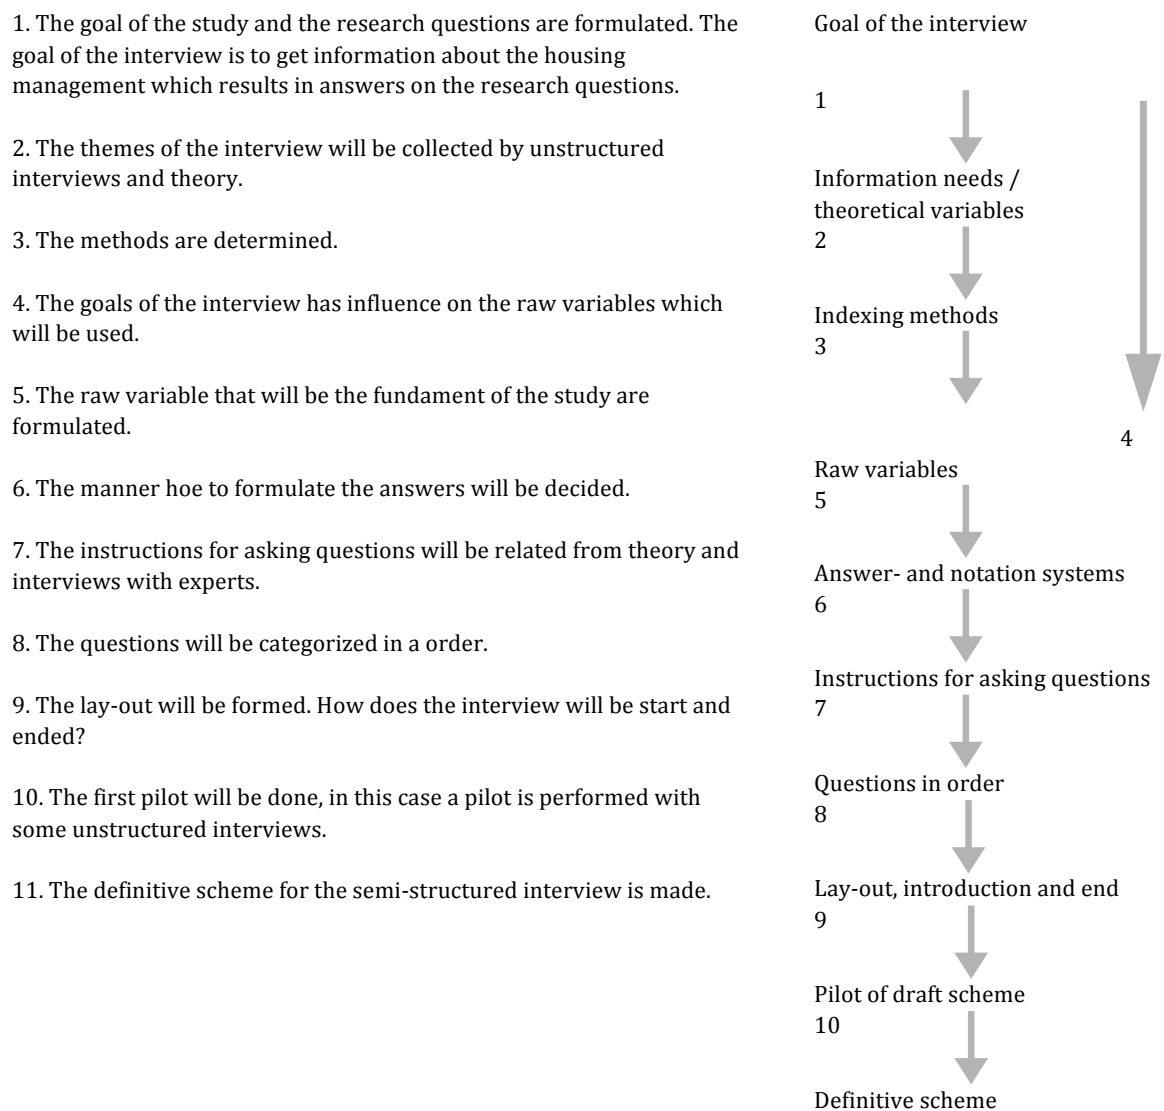 1. The goal of the study and the research questions are formulated. The
goal of the interview is to get information about the housing
management which results in answers on the research questions.
2. The themes of the interview will be collected by unstructured
interviews and theory.
3. The methods are determined.
4. The goals of the interview has influence on the raw variables which
will be used.
5. The raw variable that will be the fundament of the study are
formulated.
6. The manner hoe to formulate the answers will be decided.
7. The instructions for asking questions will be related from theory and
interviews with experts.
8. The questions will be categorized in a order.
9. The lay-out will be formed. How does the interview will be start and
ended?
10. The first pilot will be done, in this case a pilot is performed with
some unstructured interviews.
11. The definitive scheme for the semi-structured interview is made.
Goal of the interview
1
Information needs /
theoretical variables
2
Indexing methods
3
4
Raw variables
5
Answer- and notation systems
6
Instructions for asking questions
7
Questions in order
8
Lay-out, introduction and end
9
Pilot of draft scheme
10
Definitive scheme